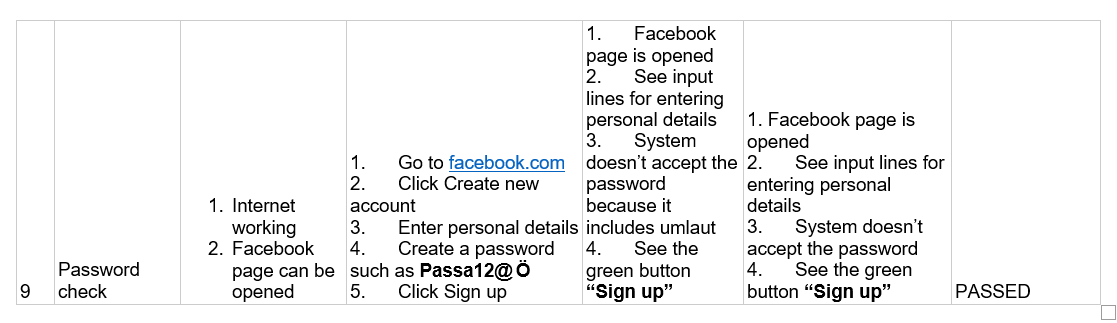 9
Password
check
1. Internet
working
2. Facebook
page can be
opened
1. Go to facebook.com
2. Click Create new
account
3. Enter personal details
4. Create a password
such as Passa12@Ö
5. Click Sign up
1. Facebook
page is opened
2. See input
lines for entering
personal details
3. System
doesn’t accept the
password
because it
includes umlaut
4. See the
green button
“Sign up”
1. Facebook page is
opened
2. See input lines for
entering personal
details
3. System doesn’t
accept the password
4. See the green
button “Sign up”
PASSED